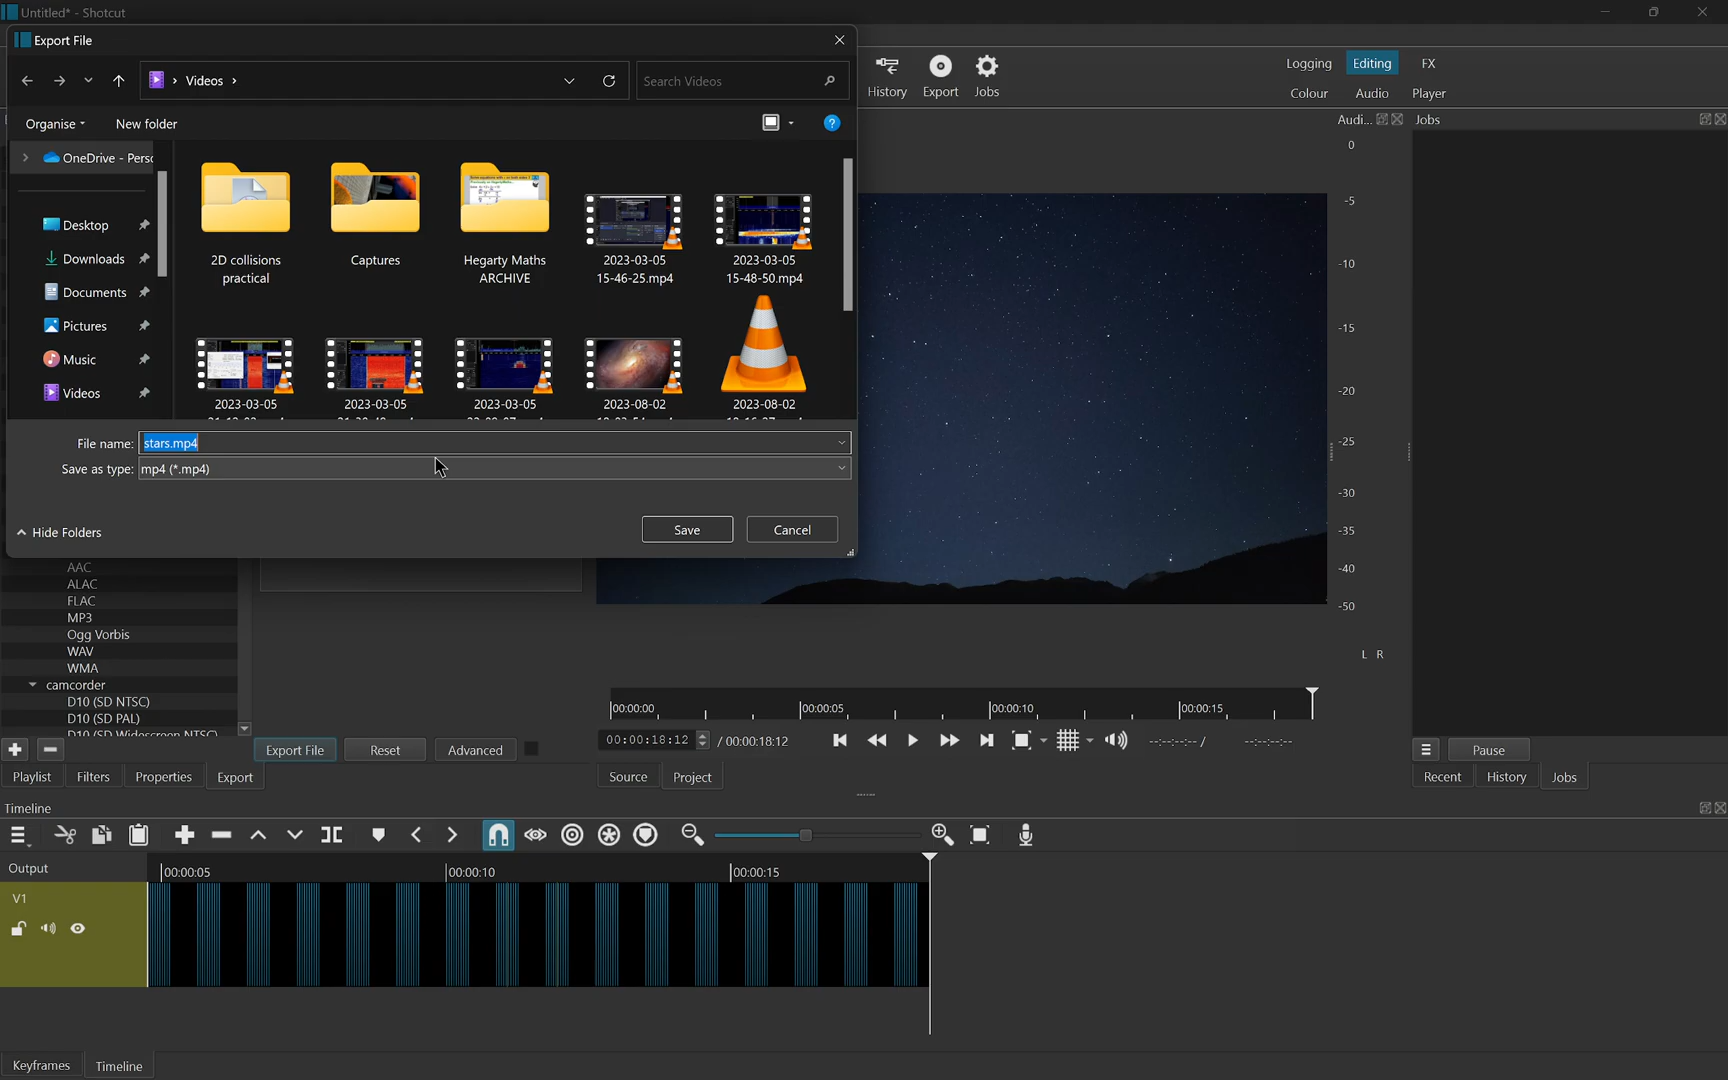 Untitled* - Shotcut
Export File
Videos
Search Videos
Organise
New folder
OneDrive - Perso
Desktop
Downloads
Documents
Pictures
Music
Videos
2D collisions practical
Captures
Hegarty Maths ARCHIVE
2023-03-05 15-46-25.mp4
2023-03-05 15-48-50.mp4
2023-03-05
2023-03-05
2023-03-05
2023-08-02
2023-08-02
File name: stars.mp4
Save as type: mp4 (*.mp4)
Hide Folders
Save
Cancel
History
Export
Jobs
Logging
Editing
FX
Colour
Audio
Player
Audi...
Jobs
0
-5
-10
-15
-20
-25
-30
-35
-40
-50
L R
AAC
ALAC
FLAC
MP3
Ogg Vorbis
WAV
WMA
camcorder
D10 (SD NTSC)
D10 (SD PAL)
D10 (SD Widescreen NTSC)
Export File
Reset
Advanced
Playlist
Filters
Properties
Export
00:00:00
00:00:05
00:00:10
00:00:15
00:00:18:12
/ 00:00:18:12
--:--:--:-- /
--:--:--:--
Source
Project
Pause
Recent
History
Jobs
Timeline
Output
00:00:05
00:00:10
00:00:15
V1
Keyframes
Timeline